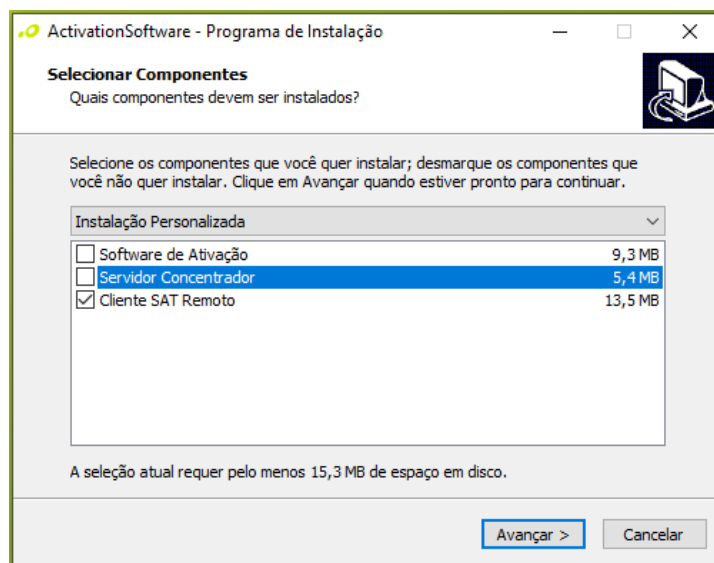 ActivationSoftware - Programa de Instalação
Selecionar Componentes
Quais componentes devem ser instalados?
Selecione os componentes que você quer instalar; desmarque os componentes que
você não quer instalar. Clique em Avançar quando estiver pronto para continuar.
Instalação Personalizada
Software de Ativação 9,3 MB
Servidor Concentrador 5,4 MB
Cliente SAT Remoto 13,5 MB
A seleção atual requer pelo menos 15,3 MB de espaço em disco.
Avançar > Cancelar